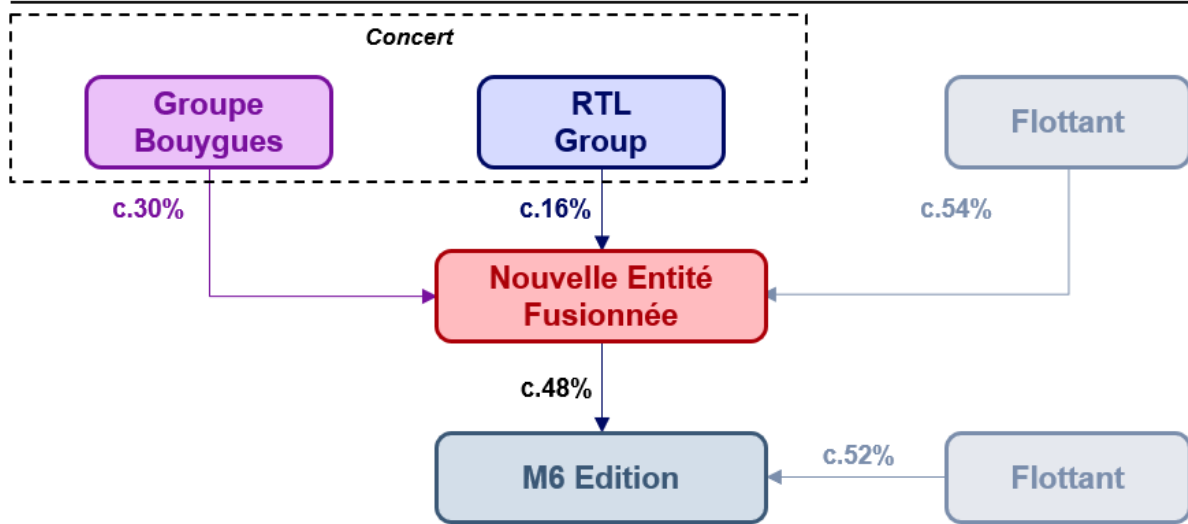 Concert
Groupe
Bouygues
RTL
Group
Flottant
c.30%
c.16%
c.54%
Nouvelle Entité
Fusionnée
c.48%
M6 Edition
c.52%
Flottant